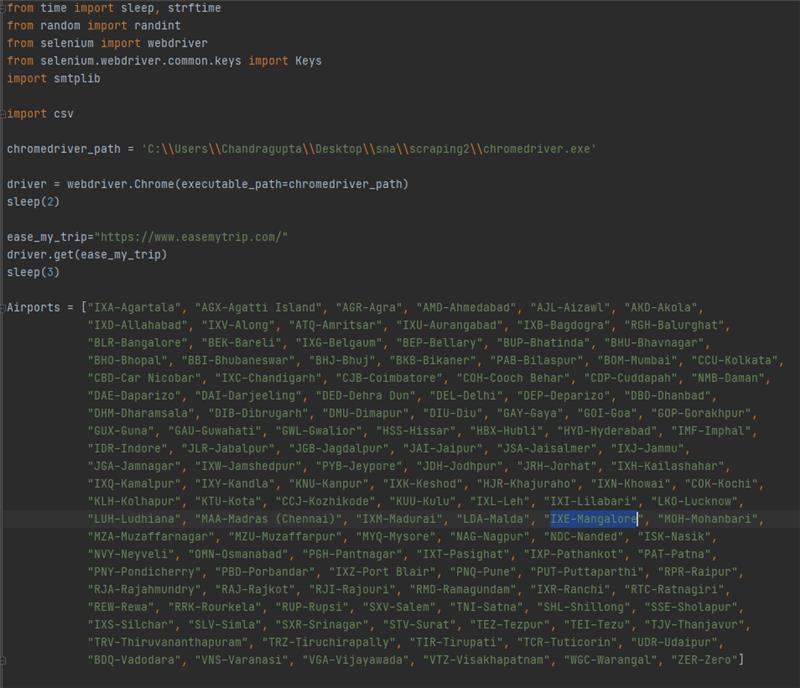 from time import sleep, strftime
from random import randint
from selenium import webdriver
from selenium.webdriver.common.keys import Keys
import smtplib
import csv
chromedriver_path = 'C:\\Users\\Chandragupta\\Desktop\\sna\\scraping2\\chromedriver.exe'
driver = webdriver.Chrome(executable_path=chromedriver_path)
sleep(2)
ease_my_trip="https://www.easemytrip.com/"
driver.get(ease_my_trip)
sleep(3)
Airports = ["IXA-Agartala", "AGX-Agatti Island", "AGR-Agra", "AMD-Ahmedabad", "AJL-Aizawl", "AKD-Akola",
"IXD-Allahabad", "IXV-Along", "ATQ-Amritsar", "IXU-Aurangabad", "IXB-Bagdogra", "RGH-Balurghat",
"BLR-Bangalore", "BEK-Bareli", "IXG-Belgaum", "BEP-Bellary", "BUP-Bhatinda", "BHU-Bhavnagar",
"BHO-Bhopal", "BBI-Bhubaneswar", "BHJ-Bhuj", "BKB-Bikaner", "PAB-Bilaspur", "BOM-Mumbai", "CCU-Kolkata",
"CBD-Car Nicobar", "IXC-Chandigarh", "CJB-Coimbatore", "COH-Cooch Behar", "CDP-Cuddapah", "NMB-Daman",
"DAE-Daparizo", "DAI-Darjeeling", "DED-Dehra Dun", "DEL-Delhi", "DEP-Deparizo", "DBD-Dhanbad",
"DHM-Dharamsala", "DIB-Dibrugarh", "DMU-Dimapur", "DIU-Diu", "GAY-Gaya", "GOI-Goa", "GOP-Gorakhpur",
"GUX-Guna", "GAU-Guwahati", "GWL-Gwalior", "HSS-Hissar", "HBX-Hubli", "HYD-Hyderabad", "IMF-Imphal",
"IDR-Indore", "JLR-Jabalpur", "JGB-Jagdalpur", "JAI-Jaipur", "JSA-Jaisalmer", "IXJ-Jammu",
"JGA-Jamnagar", "IXW-Jamshedpur", "PYB-Jeypore", "JDH-Jodhpur", "JRH-Jorhat", "IXH-Kailashahar",
"IXQ-Kamalpur", "IXY-Kandla", "KNU-Kanpur", "IXK-Keshod", "HJR-Khajuraho", "IXN-Khowai", "COK-Kochi",
"KLH-Kolhapur", "KTU-Kota", "CCJ-Kozhikode", "KUU-Kulu", "IXL-Leh", "IXI-Lilabari", "LKO-Lucknow",
"LUH-Ludhiana", "MAA-Madras (Chennai)", "IXM-Madurai", "LDA-Malda", "IXE-Mangalore", "MOH-Mohanbari",
"MZA-Muzaffarnagar", "MZU-Muzaffarpur", "MYQ-Mysore", "NAG-Nagpur", "NDC-Nanded", "ISK-Nasik",
"NVY-Neyveli", "OMN-Osmanabad", "PGH-Pantnagar", "IXT-Pasighat", "IXP-Pathankot", "PAT-Patna",
"PNY-Pondicherry", "PBD-Porbandar", "IXZ-Port Blair", "PNQ-Pune", "PUT-Puttaparthi", "RPR-Raipur",
"RJA-Rajahmundry", "RAJ-Rajkot", "RJI-Rajouri", "RMD-Ramagundam", "IXR-Ranchi", "RTC-Ratnagiri",
"REW-Rewa", "RRK-Rourkela", "RUP-Rupsi", "SXV-Salem", "TNI-Satna", "SHL-Shillong", "SSE-Sholapur",
"IXS-Silchar", "SLV-Simla", "SXR-Srinagar", "STV-Surat", "TEZ-Tezpur", "TEI-Tezu", "TJV-Thanjavur",
"TRV-Thiruvananthapuram", "TRZ-Tiruchirapally", "TIR-Tirupati", "TCR-Tuticorin", "UDR-Udaipur",
"BDQ-Vadodara", "VNS-Varanasi", "VGA-Vijayawada", "VTZ-Visakhapatnam", "WGC-Warangal", "ZER-Zero"]